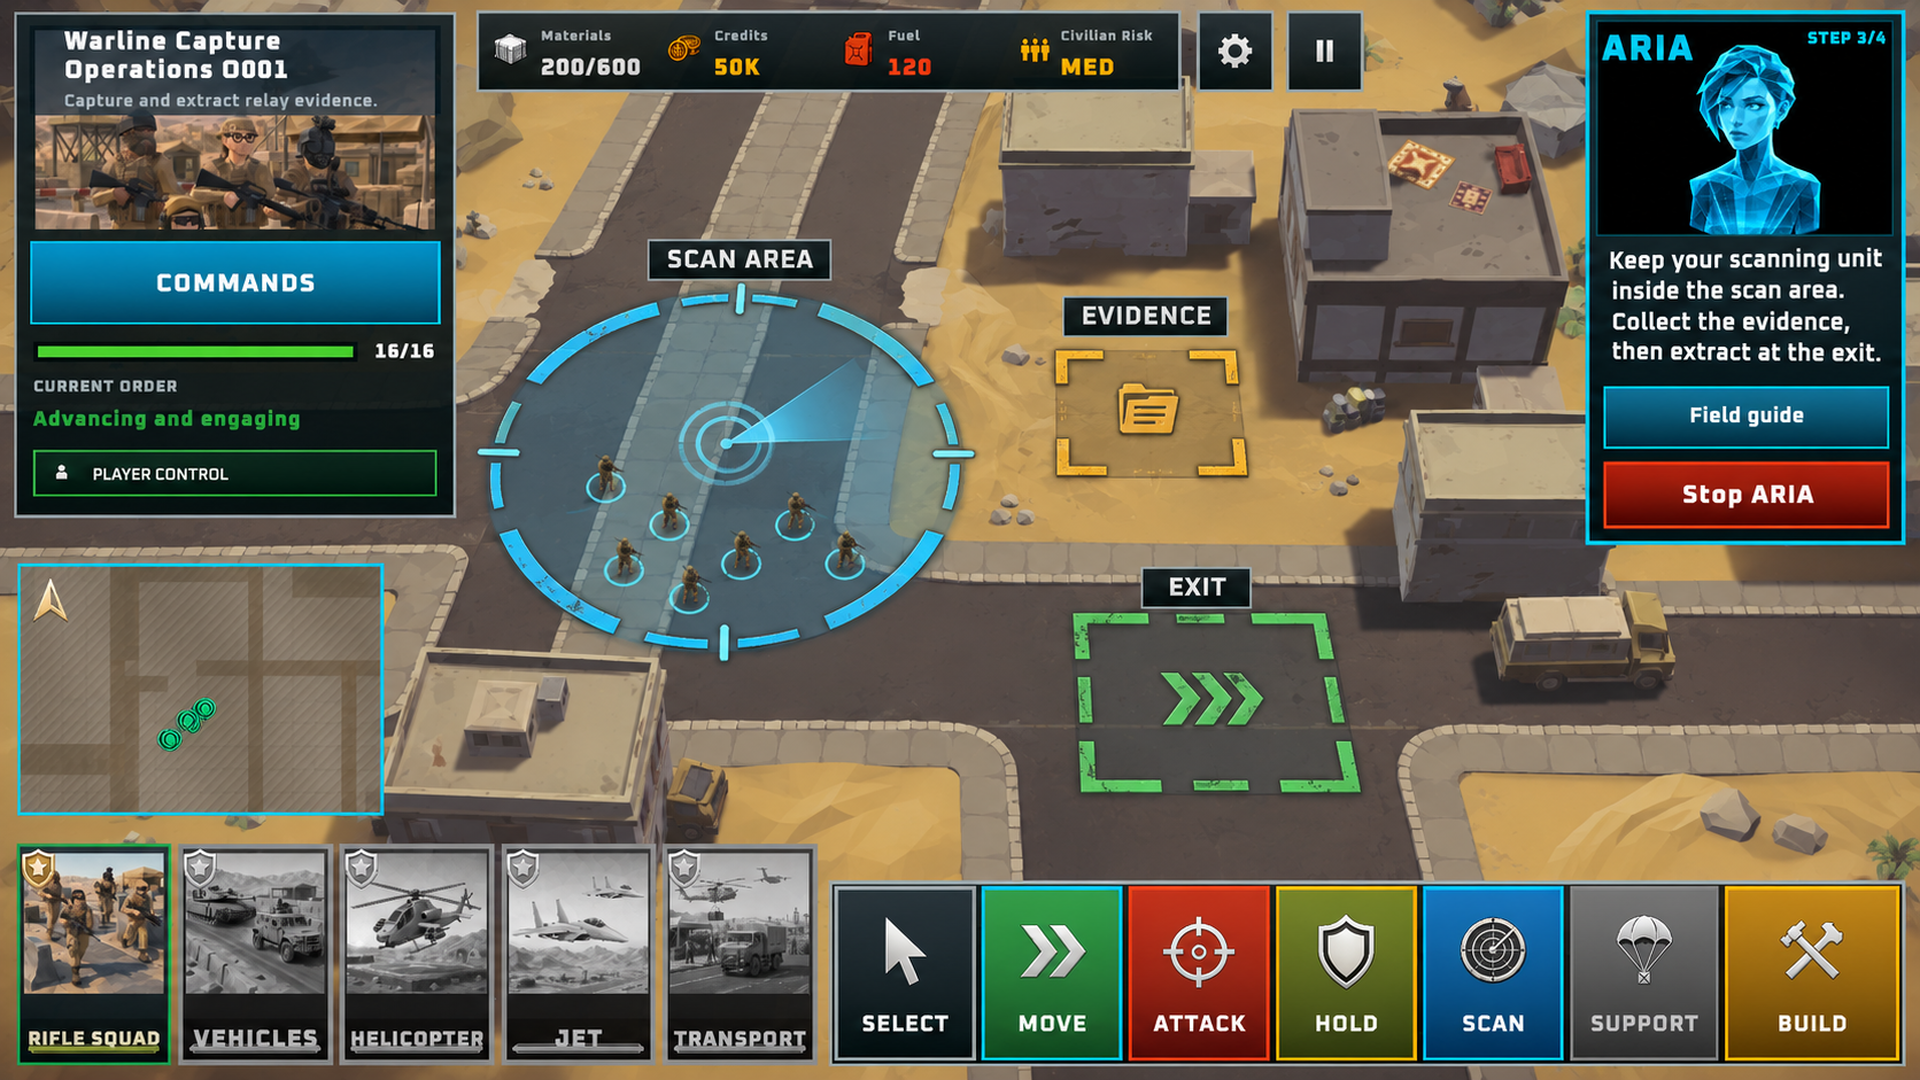 Warline Capture
Operations O001
Capture and extract relay evidence.
COMMANDS
16/16
CURRENT ORDER
Advancing and engaging
PLAYER CONTROL
Materials
200/600
Credits
50K
Fuel
120
Civilian Risk
MED
ARIA
STEP 3/4
Keep your scanning unit
inside the scan area.
Collect the evidence,
then extract at the exit.
Field guide
Stop ARIA
SCAN AREA
EVIDENCE
EXIT
RIFLE SQUAD
VEHICLES
HELICOPTER
JET
TRANSPORT
SELECT
MOVE
ATTACK
HOLD
SCAN
SUPPORT
BUILD